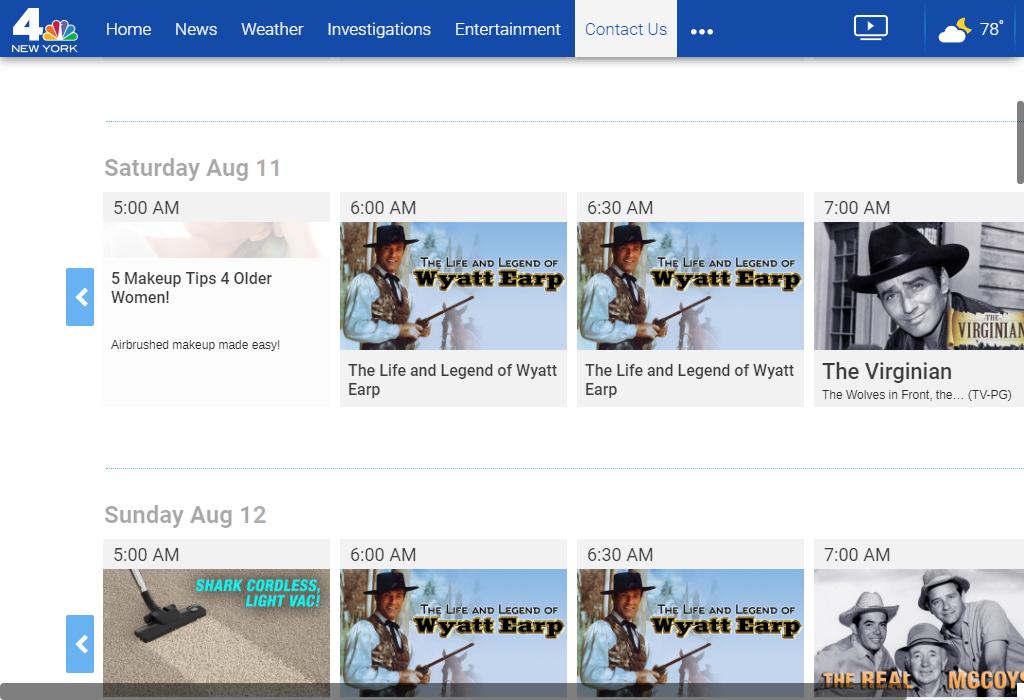 4
NEW YORK
Home News Weather Investigations Entertainment Contact Us ••• 78°
Saturday Aug 11
5:00 AM 6:00 AM 6:30 AM 7:00 AM
THE LIFE AND LEGEND OF
Wyatt Earp
THE LIFE AND LEGEND OF
Wyatt Earp
THE
VIRGINIAN
5 Makeup Tips 4 Older
Women!
Airbrushed makeup made easy!
The Life and Legend of Wyatt
Earp
The Life and Legend of Wyatt
Earp
The Virginian
The Wolves in Front, the… (TV-PG)
Sunday Aug 12
5:00 AM 6:00 AM 6:30 AM 7:00 AM
SHARK CORDLESS,
LIGHT VAC!
THE LIFE AND LEGEND OF
Wyatt Earp
THE LIFE AND LEGEND OF
Wyatt Earp
THE REAL MCCOYS